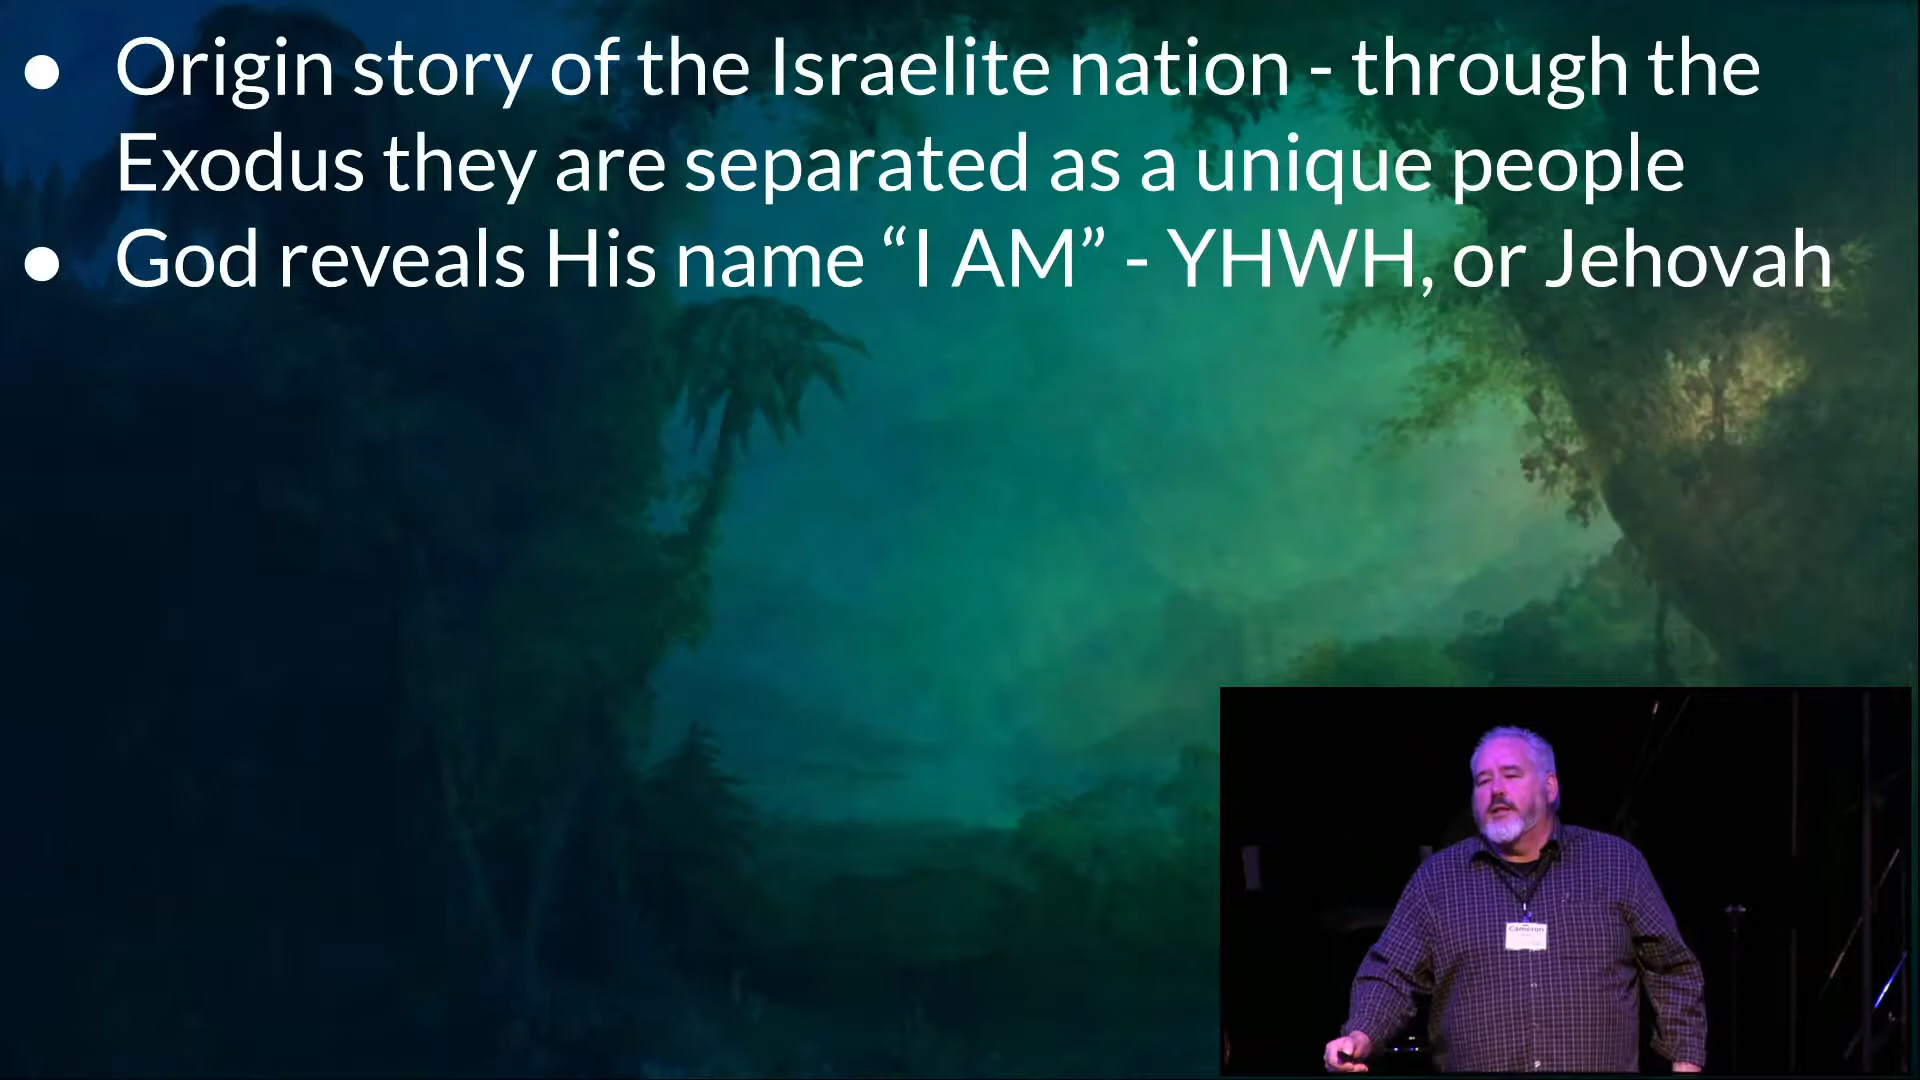 ● Origin story of the Israelite nation - through the
Exodus they are separated as a unique people
● God reveals His name “I AM” - YHWH, or Jehovah
Cameron